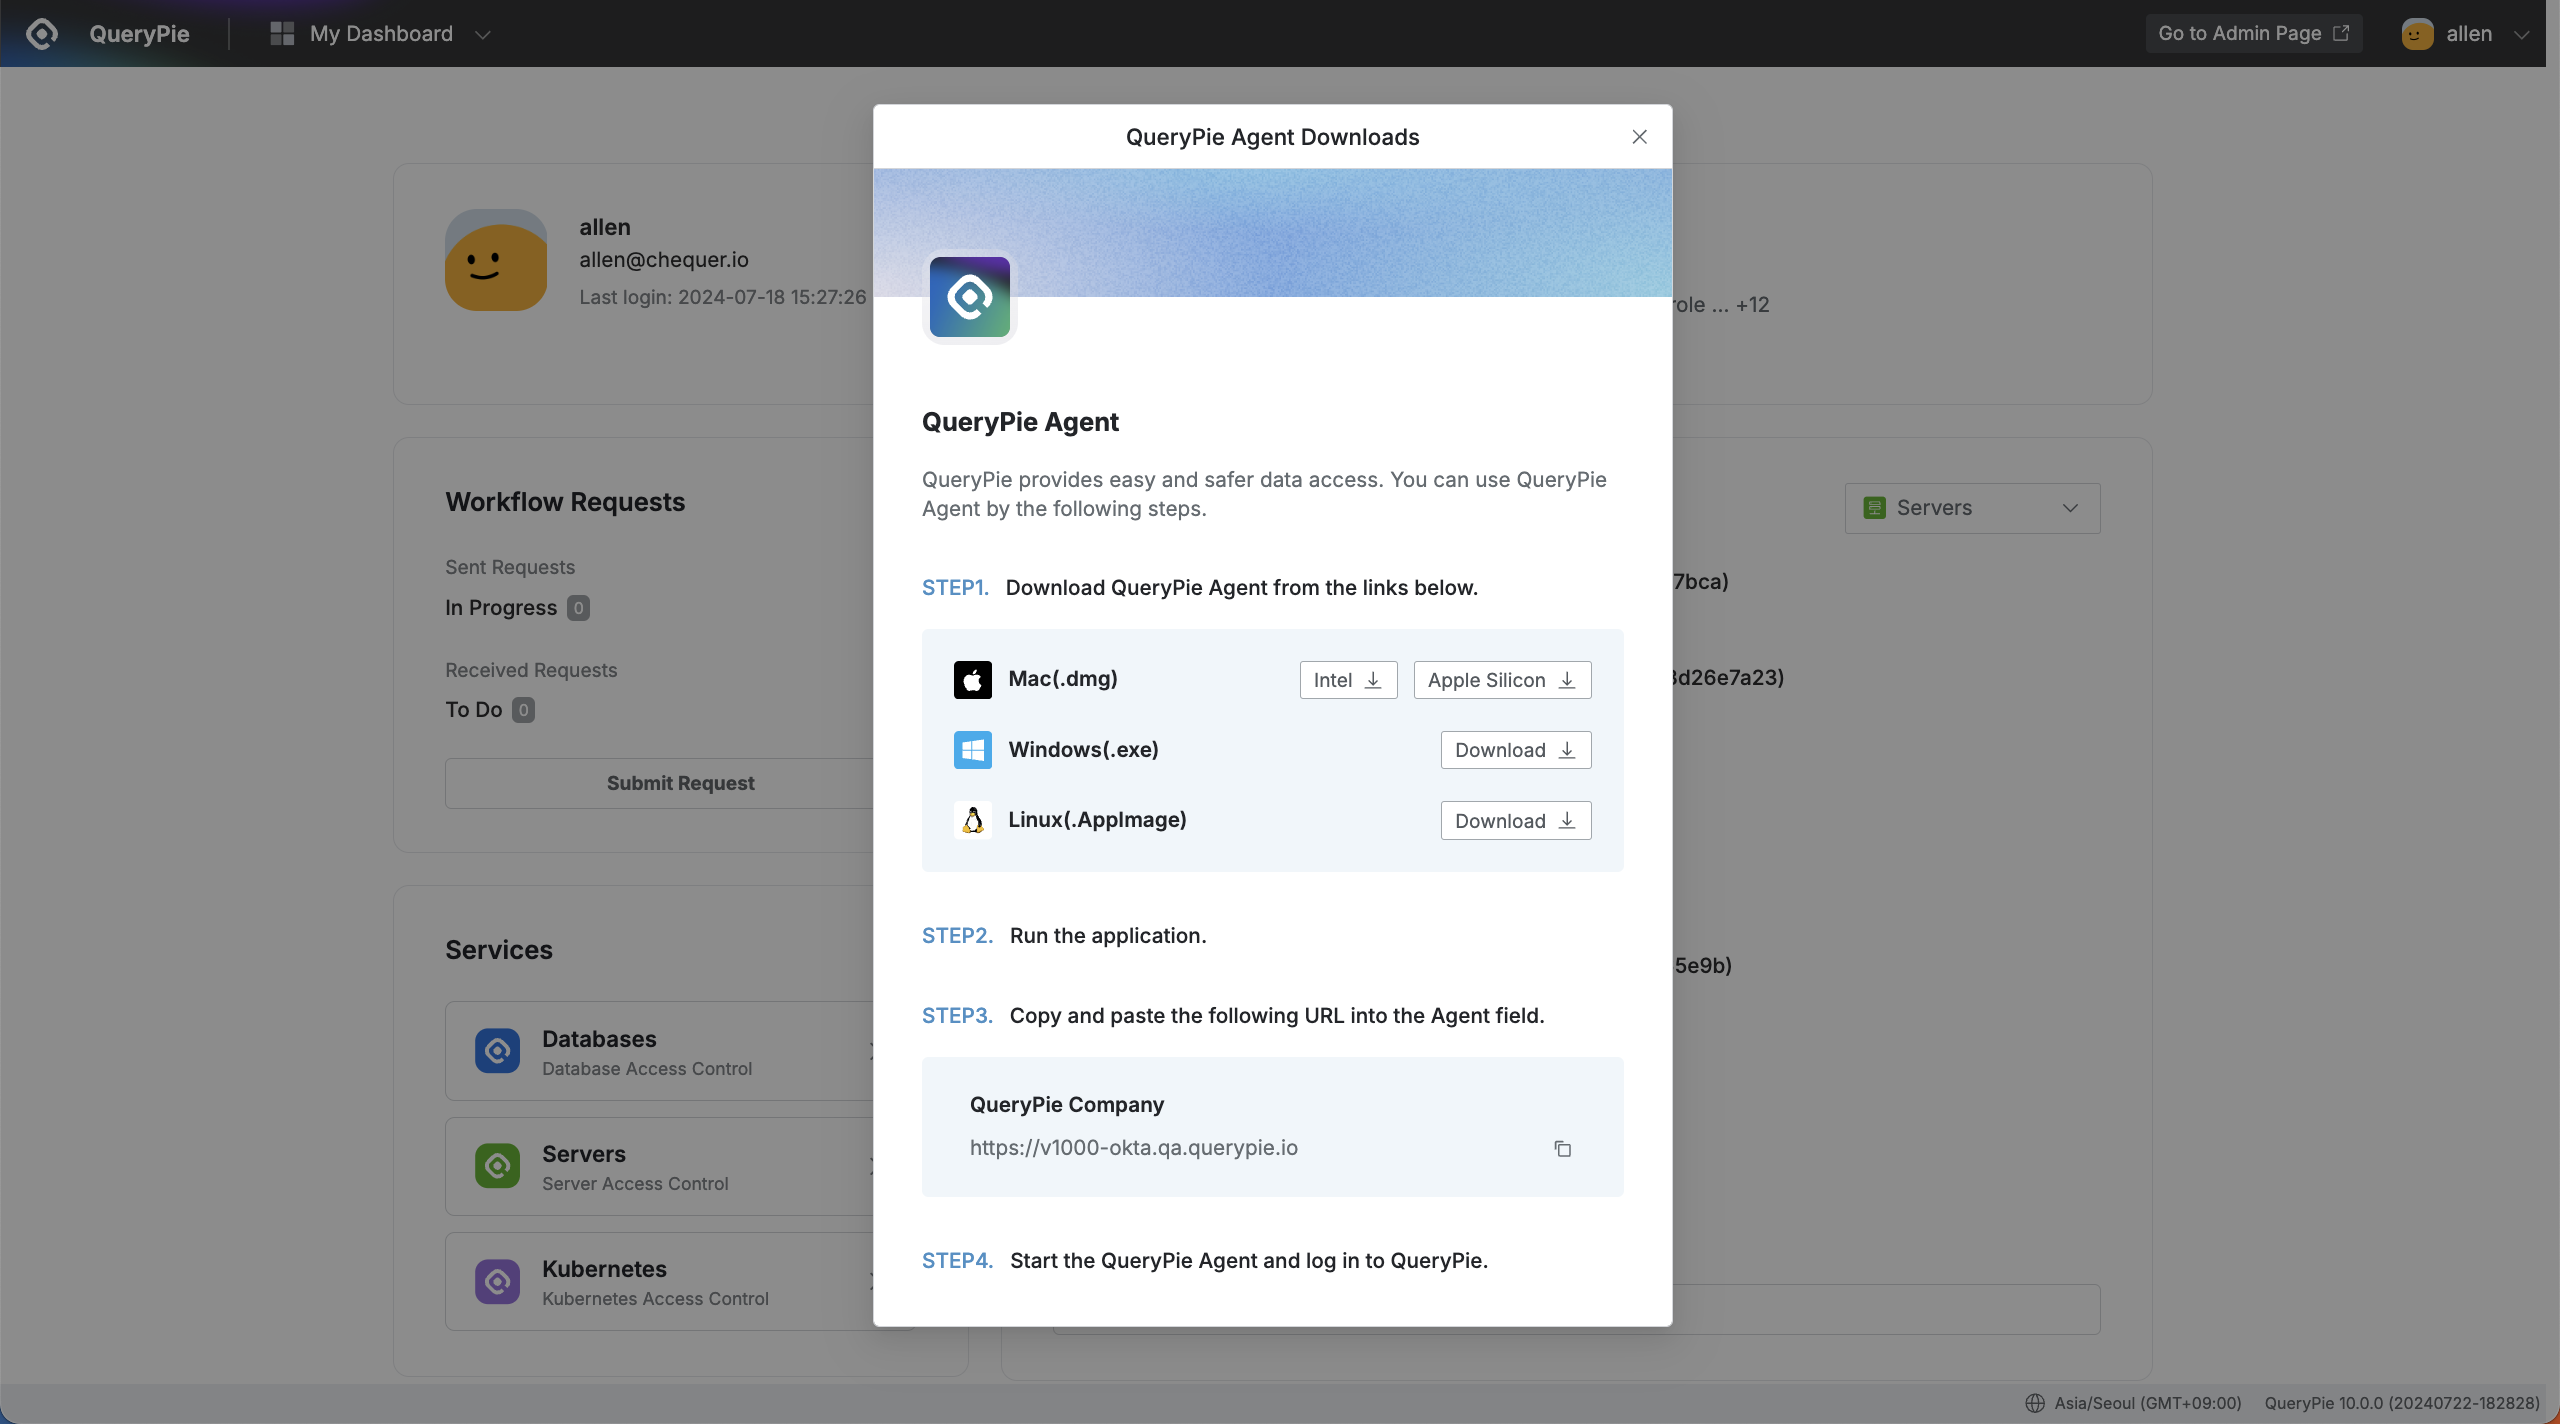 QueryPie
My Dashboard
Go to Admin Page
allen
QueryPie Agent Downloads
allen
allen@chequer.io
Last login: 2024-07-18 15:27:26
role ... +12
QueryPie Agent
QueryPie provides easy and safer data access. You can use QueryPie
Agent by the following steps.
Workflow Requests
Sent Requests
In Progress 0
Received Requests
To Do 0
Submit Request
Servers
7bca)
3d26e7a23)
5e9b)
STEP1. Download QueryPie Agent from the links below.
Mac(.dmg)
Intel
Apple Silicon
Windows(.exe)
Download
Linux(.AppImage)
Download
STEP2. Run the application.
STEP3. Copy and paste the following URL into the Agent field.
QueryPie Company
https://v1000-okta.qa.querypie.io
STEP4. Start the QueryPie Agent and log in to QueryPie.
Services
Databases
Database Access Control
Servers
Server Access Control
Kubernetes
Kubernetes Access Control
Asia/Seoul (GMT+09:00)
QueryPie 10.0.0 (20240722-182828)